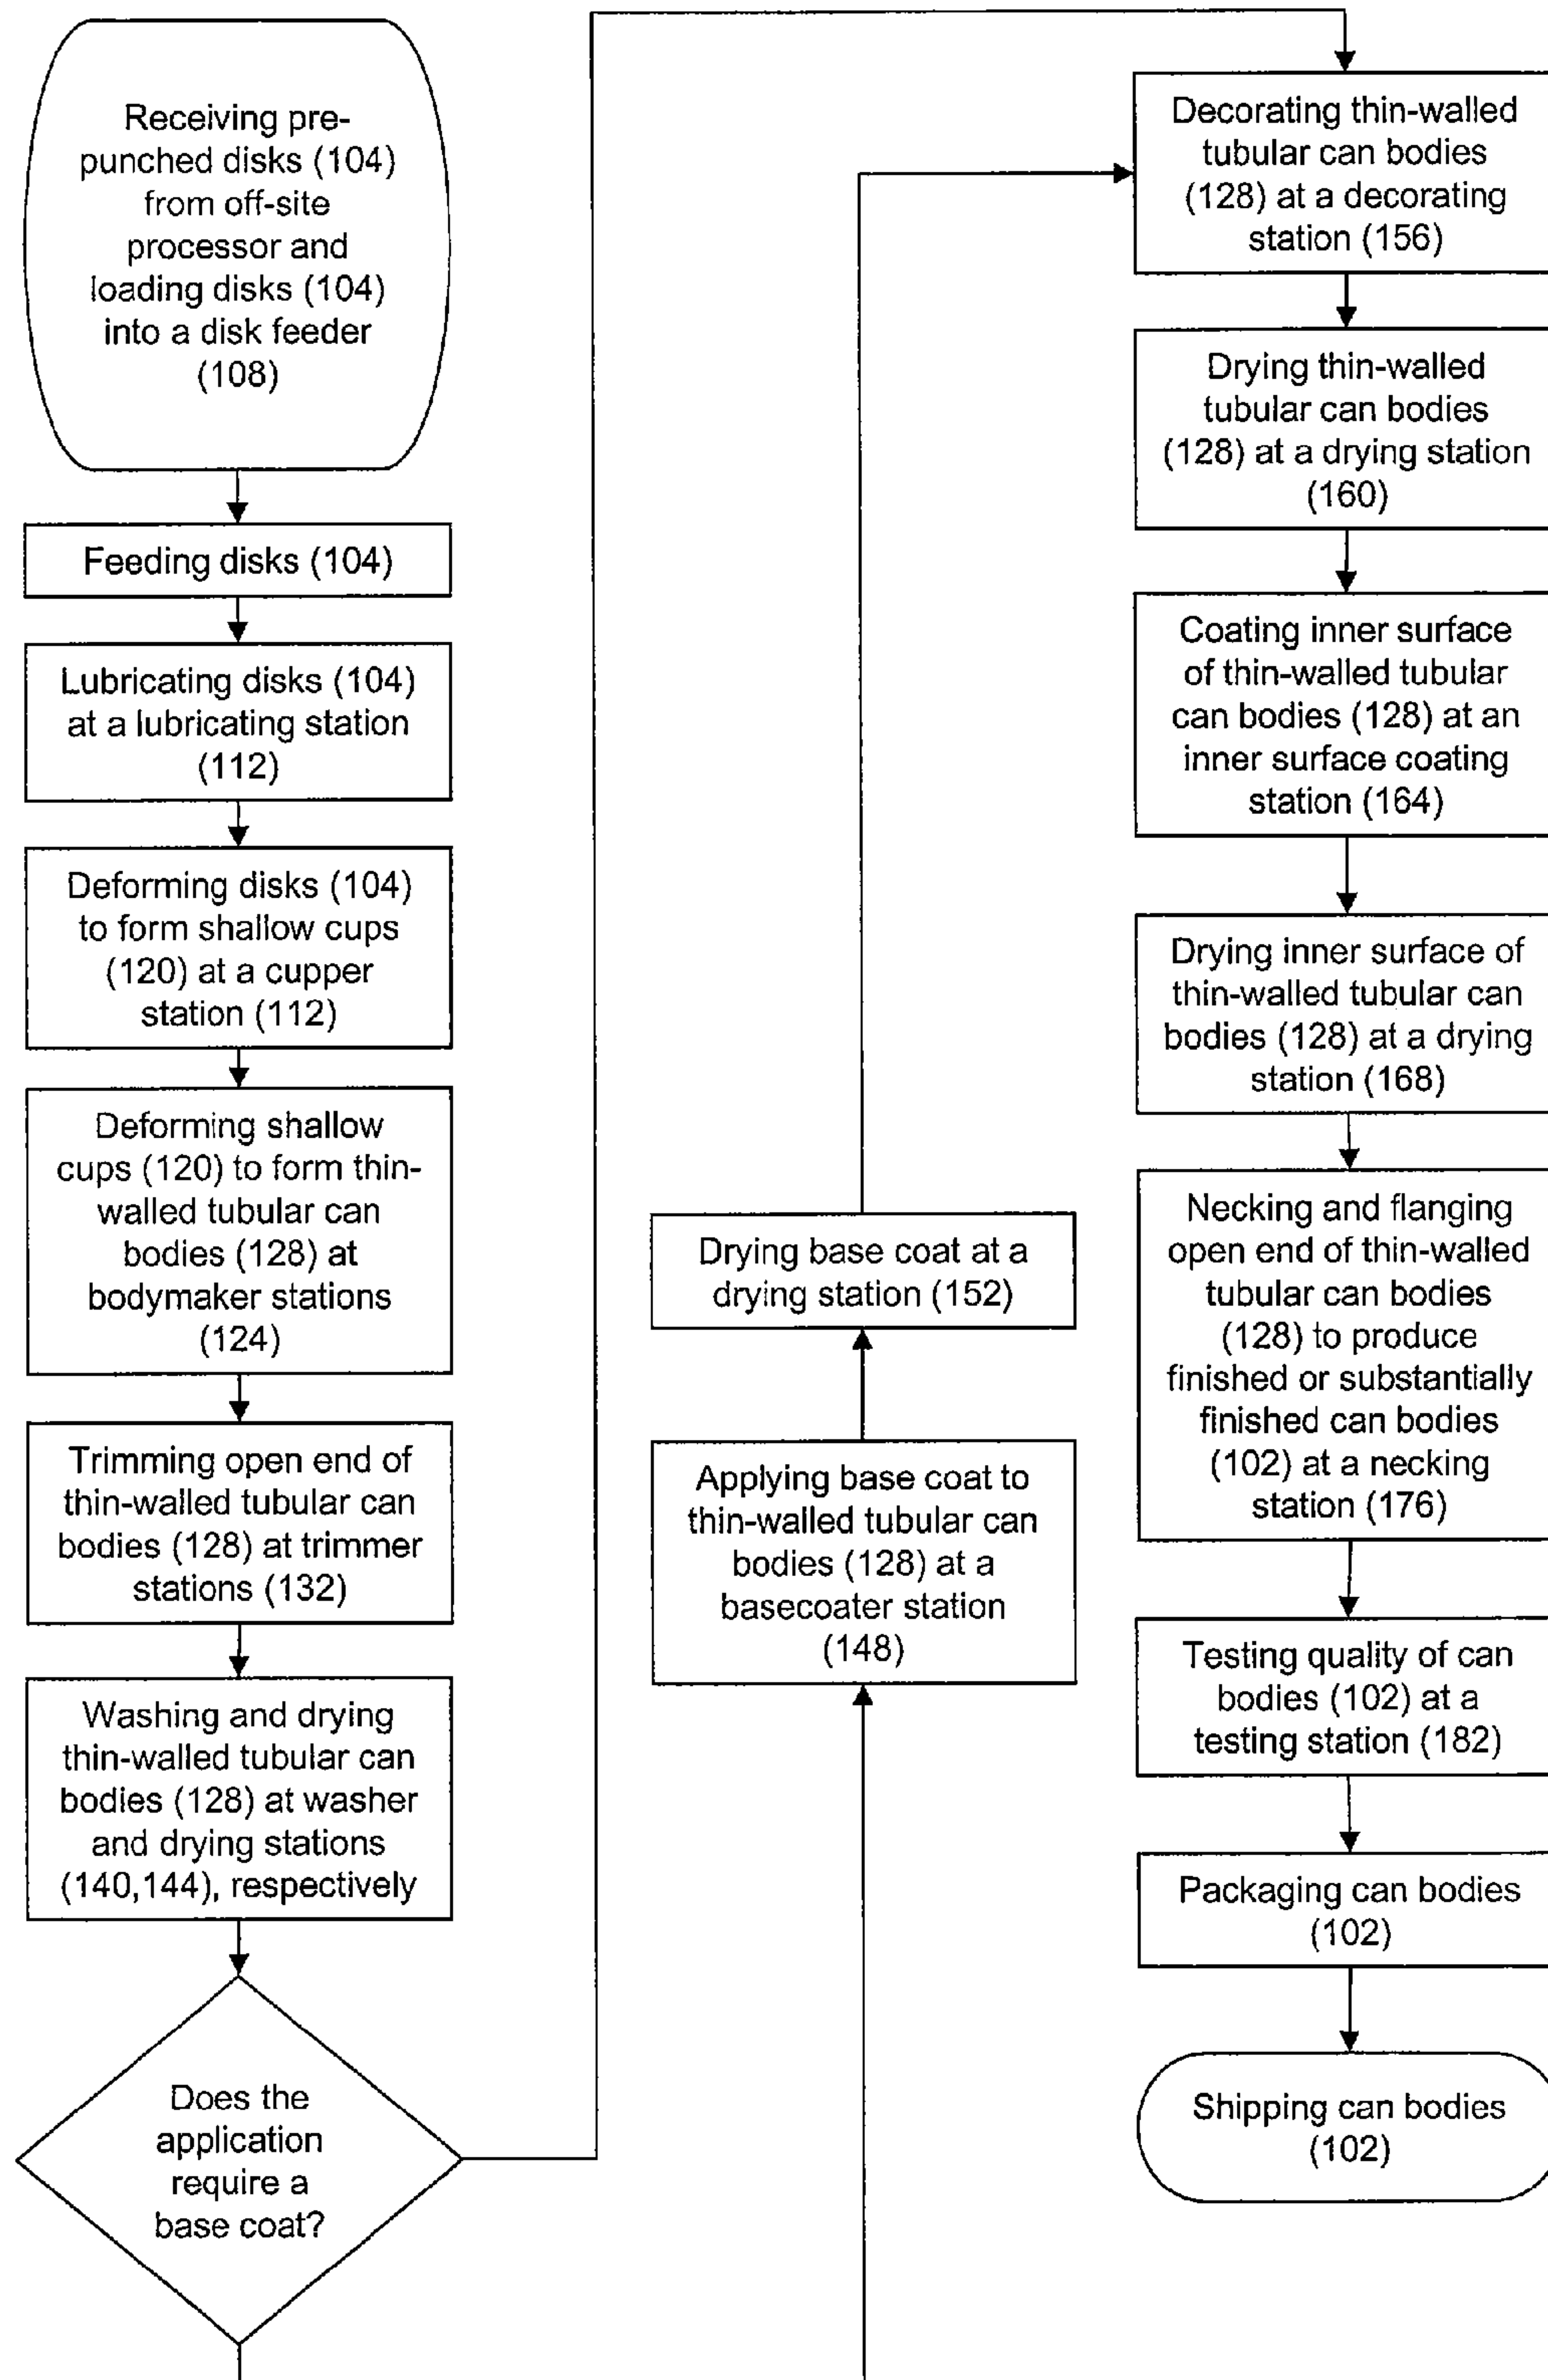 Receiving pre-
punched disks (104)
from off-site
processor and
loading disks (104)
into a disk feeder
(108)
Feeding disks (104)
Lubricating disks (104)
at a lubricating station
(112)
Deforming disks (104)
to form shallow cups
(120) at a cupper
station (112)
Deforming shallow
cups (120) to form thin-
walled tubular can
bodies (128) at
bodymaker stations
(124)
Trimming open end of
thin-walled tubular can
bodies (128) at trimmer
stations (132)
Washing and drying
thin-walled tubular can
bodies (128) at washer
and drying stations
(140,144), respectively
Does the
application
require a
base coat?
Applying base coat to
thin-walled tubular can
bodies (128) at a
basecoater station
(148)
Drying base coat at a
drying station (152)
Decorating thin-walled
tubular can bodies
(128) at a decorating
station (156)
Drying thin-walled
tubular can bodies
(128) at a drying station
(160)
Coating inner surface
of thin-walled tubular
can bodies (128) at an
inner surface coating
station (164)
Drying inner surface of
thin-walled tubular can
bodies (128) at a drying
station (168)
Necking and flanging
open end of thin-walled
tubular can bodies
(128) to produce
finished or substantially
finished can bodies
(102) at a necking
station (176)
Testing quality of can
bodies (102) at a
testing station (182)
Packaging can bodies
(102)
Shipping can bodies
(102)